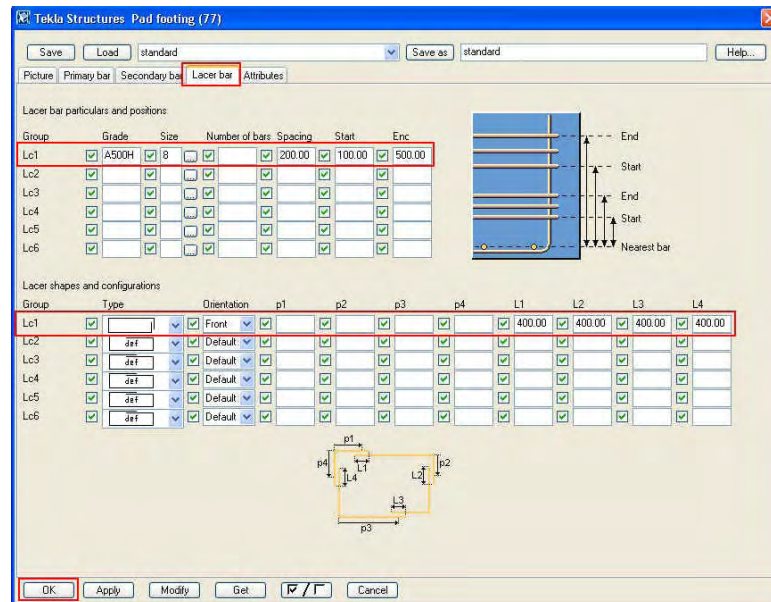 Tekla Structures Pad footing (77)
Save Load standard Save as standard Help...
Picture Primary bar Secondary bar Lacer bar Attributes
Lacer bar particulars and positions
Group Grade Size Number of bars Spacing Start Enc
Lc1 A500H 8 ... 200.00 100.00 500.00
Lc2 ...
Lc3 ...
Lc4 ...
Lc5 ...
Lc6 ...
End
Start
End
Start
Nearest bar
Lacer shapes and configurations
Group Type Orientation p1 p2 p3 p4 L1 L2 L3 L4
Lc1 Front 400.00 400.00 400.00 400.00
Lc2 def Default
Lc3 def Default
Lc4 def Default
Lc5 def Default
Lc6 def Default
p1
p4 L1 p2
L4 L2
L3
p3
OK Apply Modify Get / Cancel